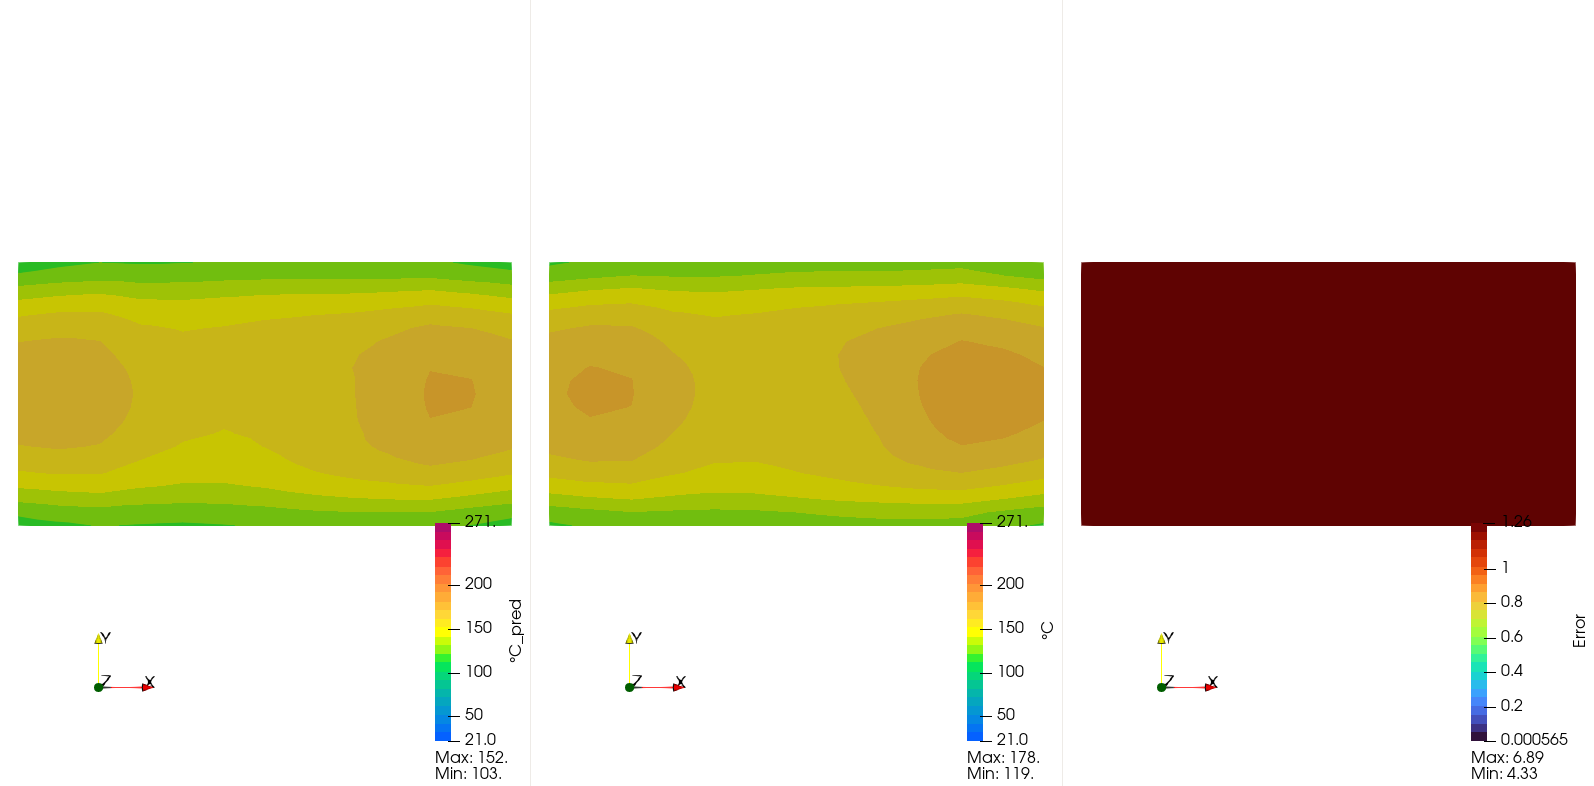 271.
200
150
100
50
21.0
°C_pred
Max: 152.
Min: 103.
Y
Z
X
271.
200
150
100
50
21.0
°C
Max: 178.
Min: 119.
Y
Z
X
1.26
1
0.8
0.6
0.4
0.2
0.000565
Error
Max: 6.89
Min: 4.33
Y
Z
X